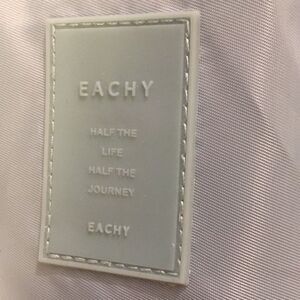 EACHY
HALF THE
LIFE
HALF THE
JOURNEY
EACHY